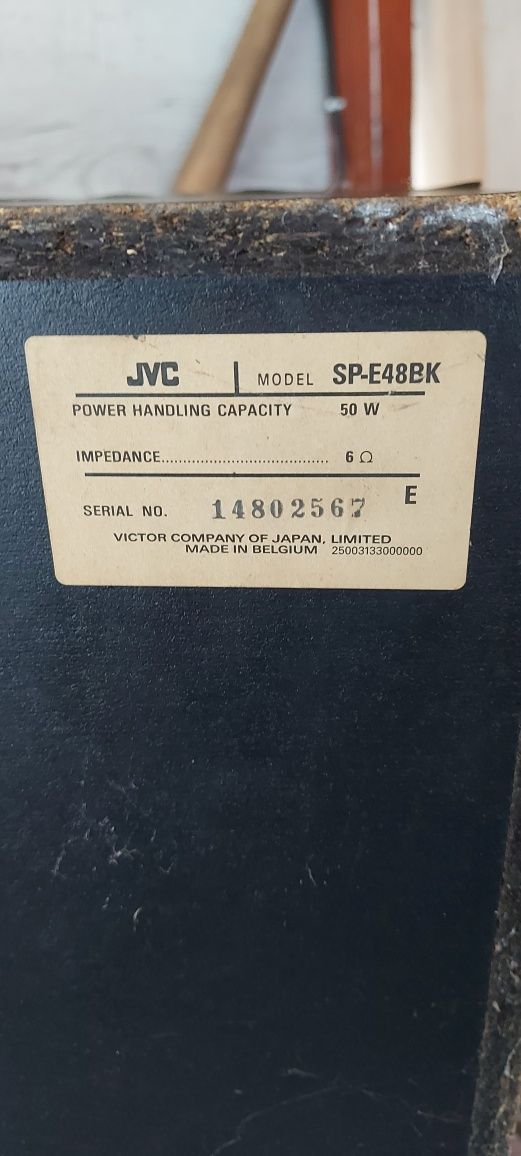 JVC MODEL SP-E48BK
POWER HANDLING CAPACITY 50 W
IMPEDANCE...................................... 6 Ω
SERIAL NO. 14802567 E
VICTOR COMPANY OF JAPAN, LIMITED
MADE IN BELGIUM 25003133000000